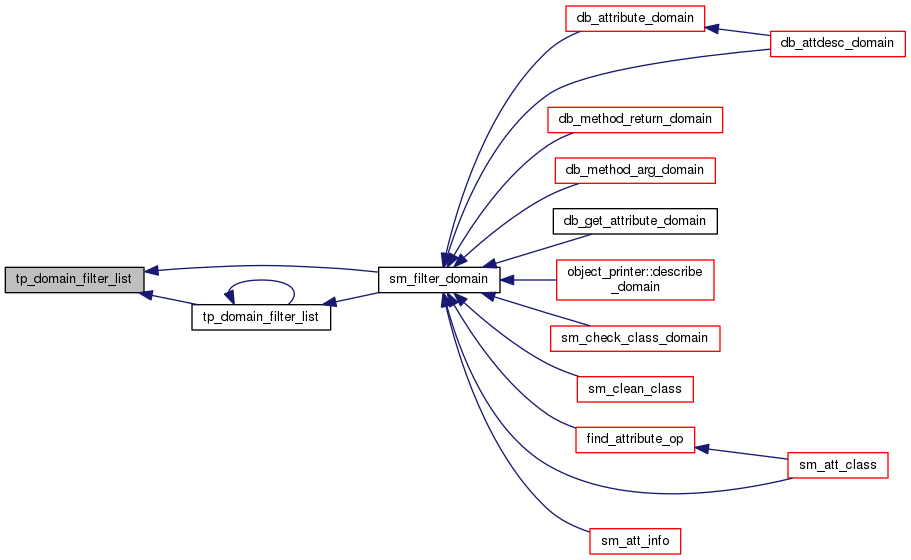 tp_domain_filter_list
tp_domain_filter_list
sm_filter_domain
db_attribute_domain
db_attdesc_domain
db_method_return_domain
db_method_arg_domain
db_get_attribute_domain
object_printer::describe
_domain
sm_check_class_domain
sm_clean_class
find_attribute_op
sm_att_class
sm_att_info